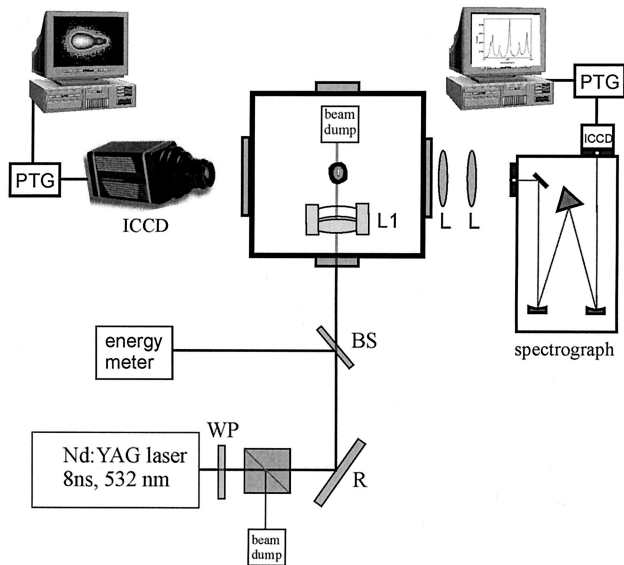 PTG
ICCD
beam
dump
L1
L
L
PTG
ICCD
spectrograph
energy
meter
BS
WP
Nd:YAG laser
8ns, 532 nm
R
beam
dump